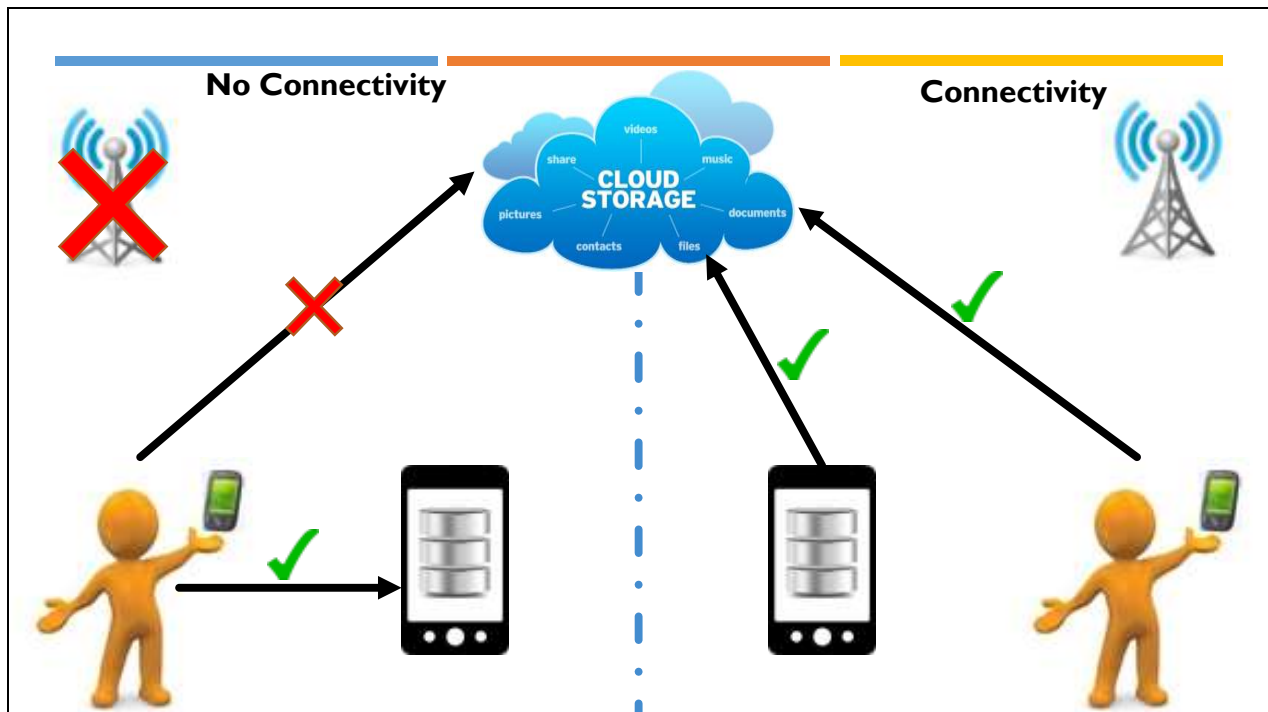 No Connectivity
Connectivity
videos
share
music
CLOUD
STORAGE
pictures
documents
contacts
files